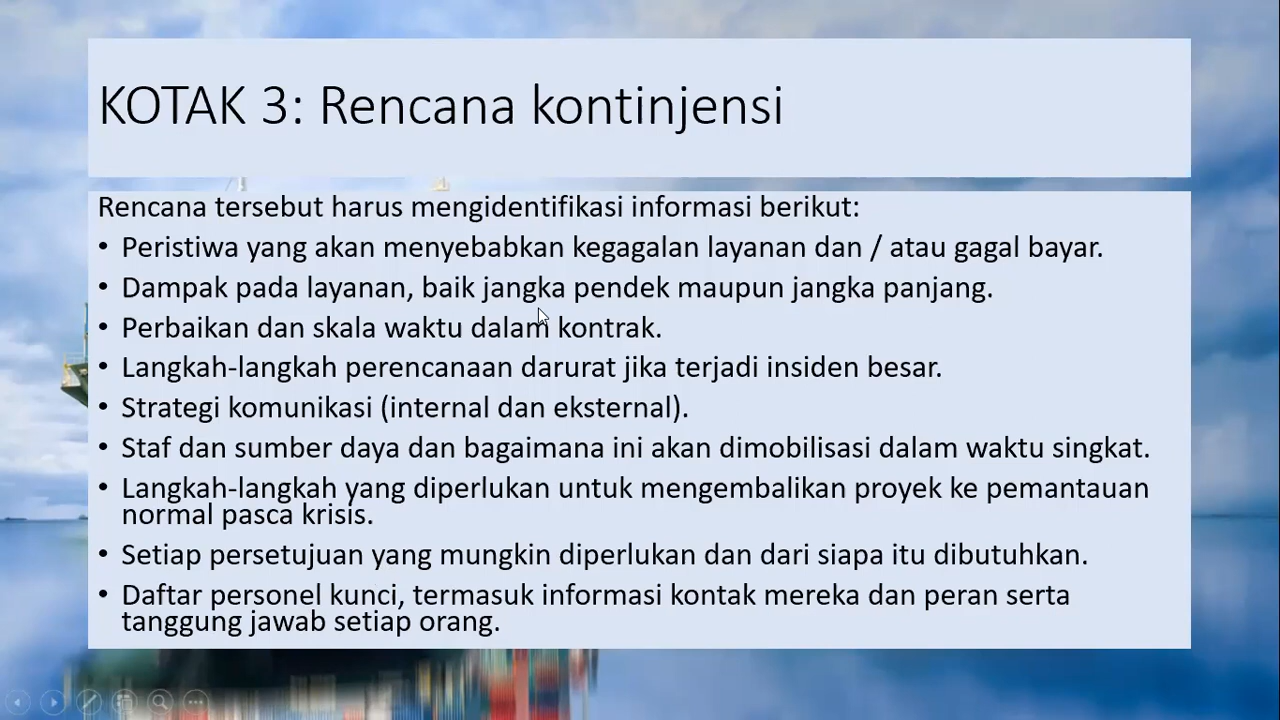 KOTAK 3: Rencana kontinjensi
Rencana tersebut harus mengidentifikasi informasi berikut:
• Peristiwa yang akan menyebabkan kegagalan layanan dan / atau gagal bayar.
• Dampak pada layanan, baik jangka pendek maupun jangka panjang.
• Perbaikan dan skala waktu dalam kontrak.
• Langkah-langkah perencanaan darurat jika terjadi insiden besar.
• Strategi komunikasi (internal dan eksternal).
• Staf dan sumber daya dan bagaimana ini akan dimobilisasi dalam waktu singkat.
• Langkah-langkah yang diperlukan untuk mengembalikan proyek ke pemantauan
normal pasca krisis.
• Setiap persetujuan yang mungkin diperlukan dan dari siapa itu dibutuhkan.
• Daftar personel kunci, termasuk informasi kontak mereka dan peran serta
tanggung jawab setiap orang.